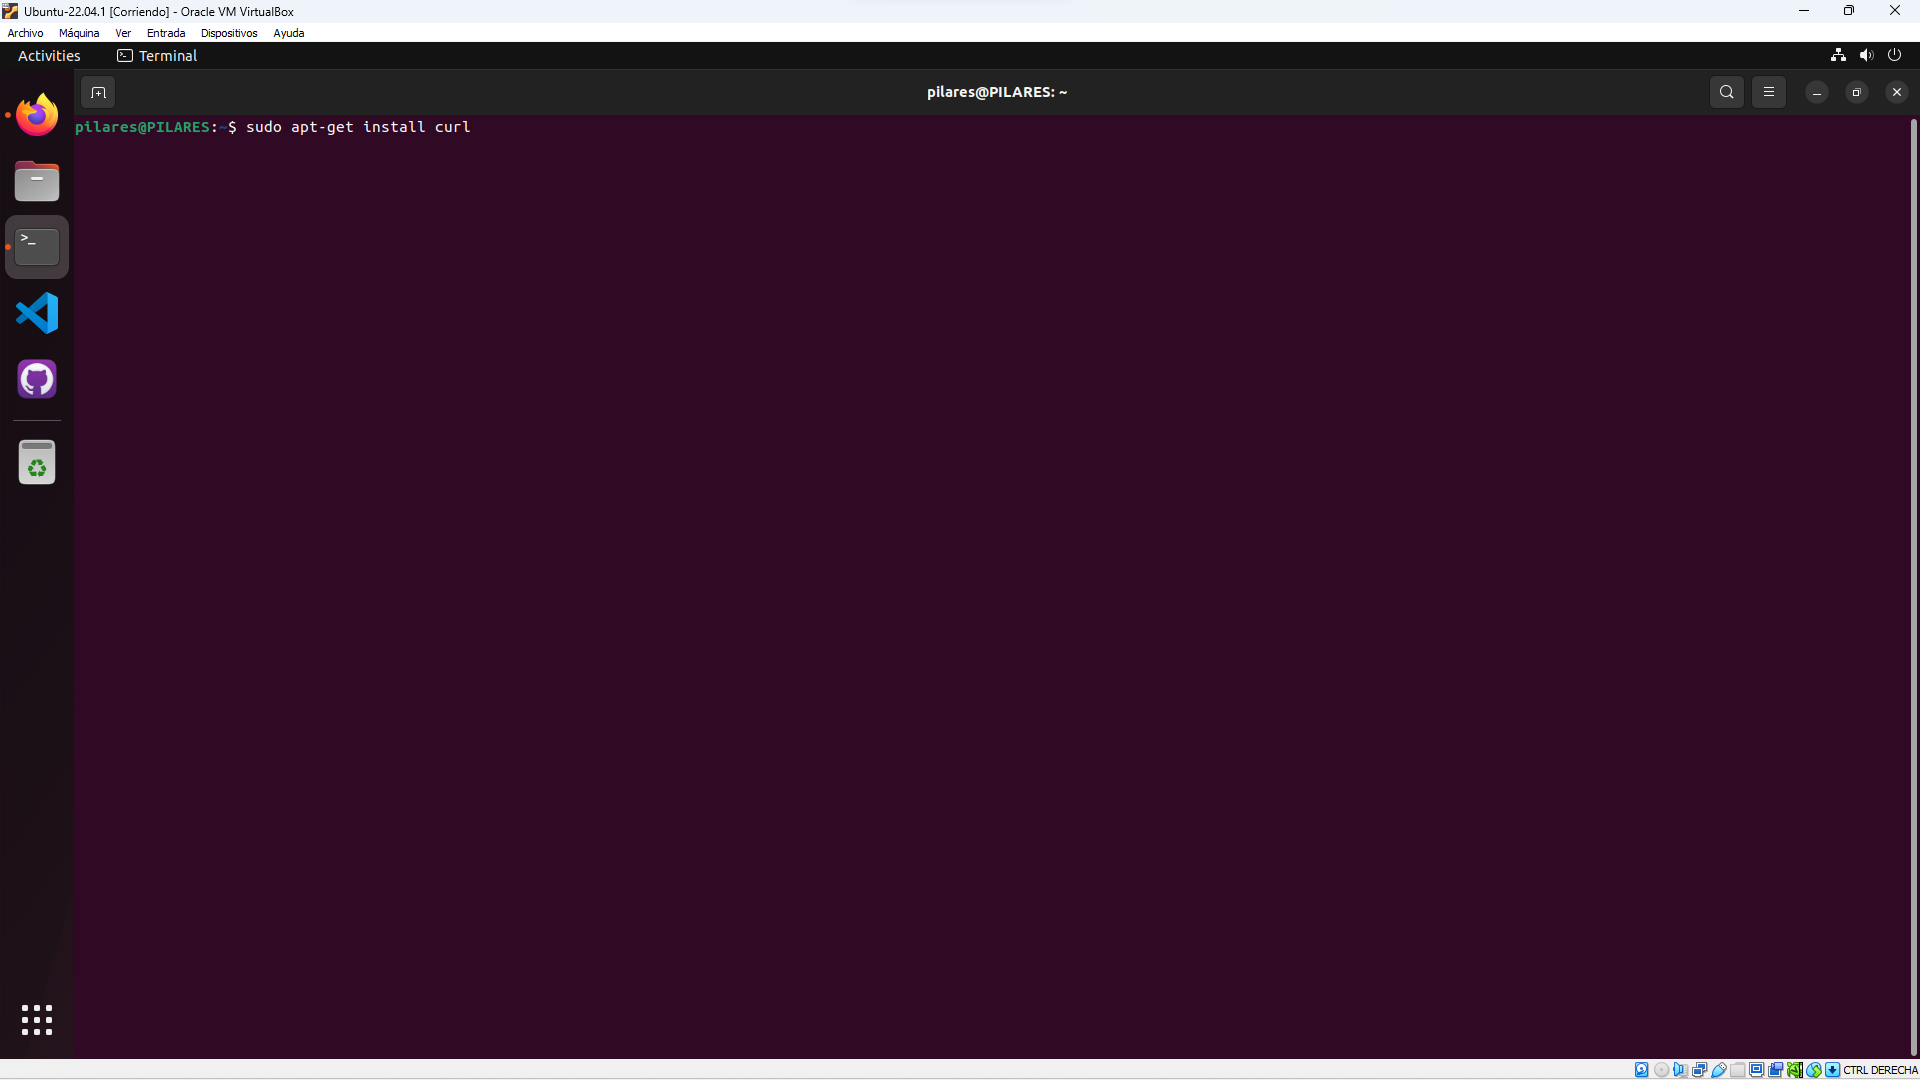 Ubuntu-22.04.1 [Corriendo] - Oracle VM VirtualBox
Archivo Máquina Ver Entrada Dispositivos Ayuda
Activities Terminal
pilares@PILARES: ~
pilares@PILARES:~$ sudo apt-get install curl
CTRL DERECHA